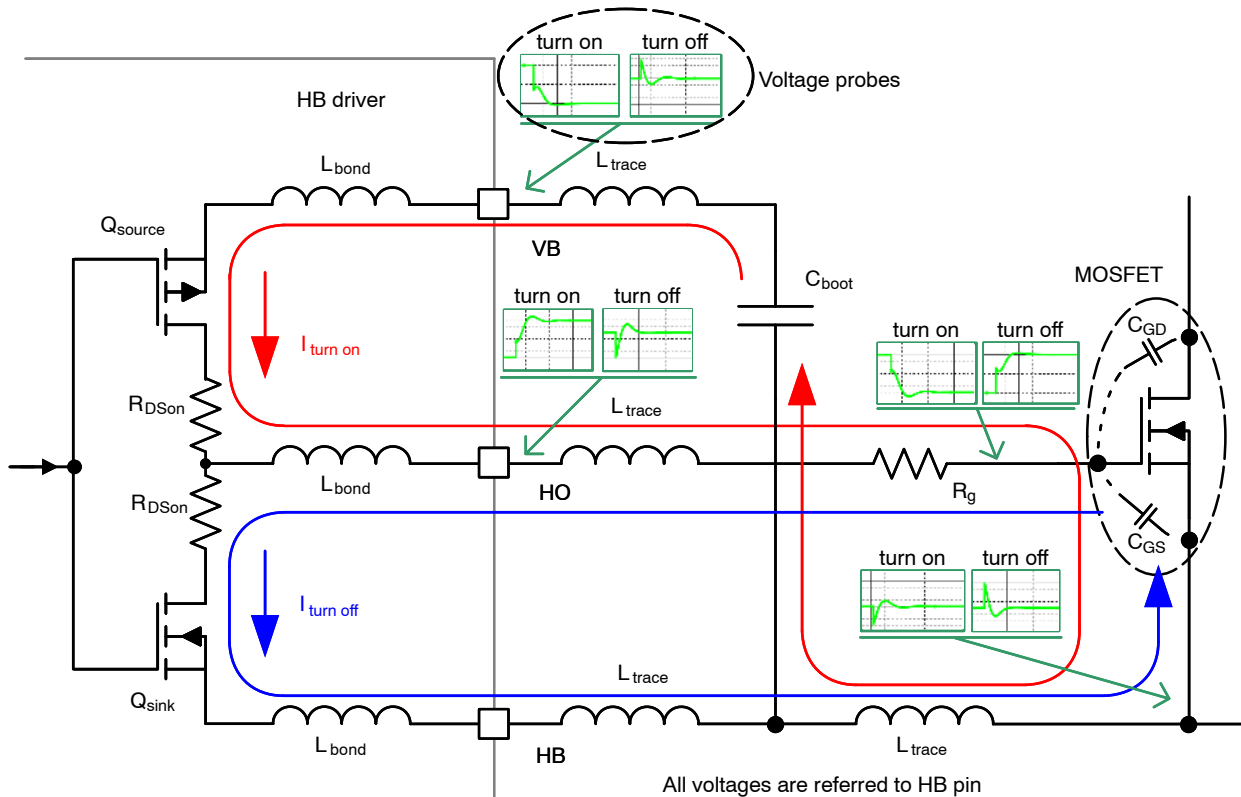 turn on turn off
Voltage probes
HB driver
Lbond
Ltrace
Qsource
VB
MOSFET
Cboot
turn on turn off
CGD
I turn on
turn on turn off
RDSon
Ltrace
Lbond
HO
Rg
RDSon
CGS
turn on turn off
I turn off
Ltrace
Qsink
Lbond
HB
Ltrace
All voltages are referred to HB pin